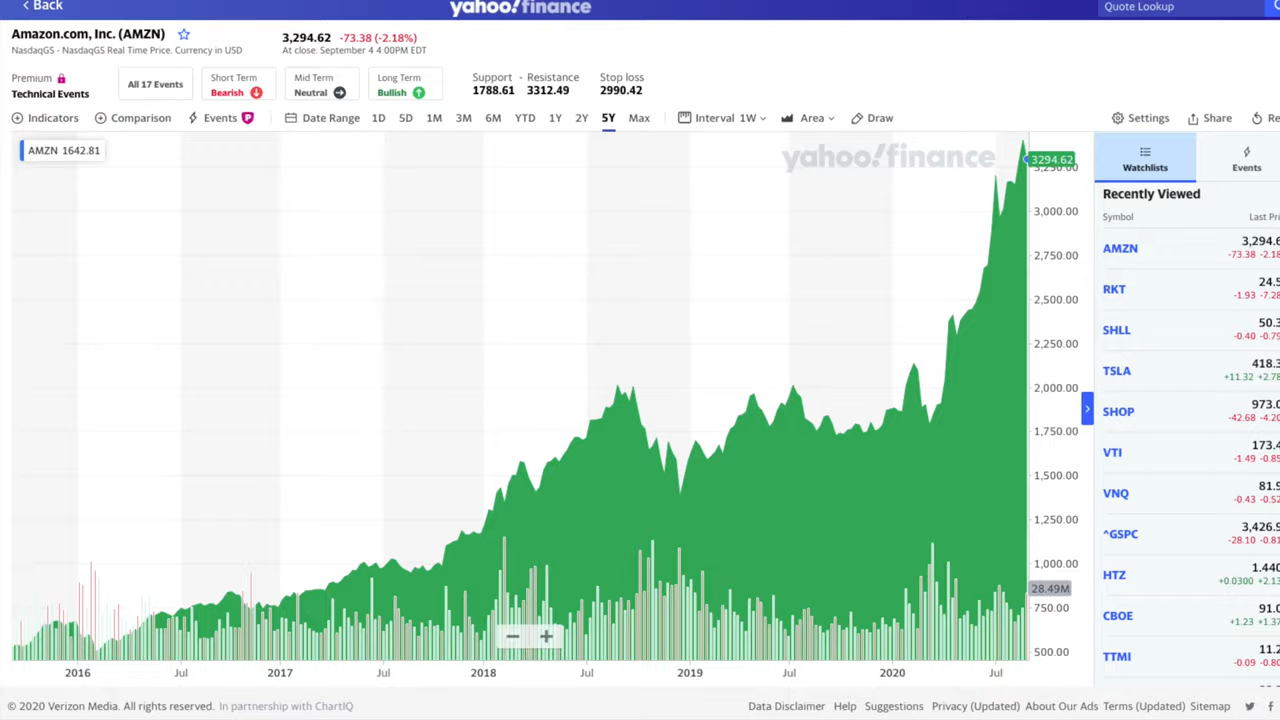 Back
yahoo!finance
Quote Lookup
Amazon.com, Inc. (AMZN)
NasdaqGS - NasdaqGS Real Time Price. Currency in USD
3,294.62 -73.38 (-2.18%)
At close: September 4 4:00PM EDT
Premium
Technical Events
All 17 Events
Short Term
Bearish
Mid Term
Neutral
Long Term
Bullish
Support - Resistance
1788.61 3312.49
Stop loss
2990.42
Indicators Comparison Events P Date Range 1D 5D 1M 3M 6M YTD 1Y 2Y 5Y Max Interval 1W Area Draw Settings Share Re
AMZN 1642.81
yahoo!finance
3294.62
3,250.00
3,000.00
2,750.00
2,500.00
2,250.00
2,000.00
1,750.00
1,500.00
1,250.00
1,000.00
28.49M
750.00
500.00
2016 Jul 2017 Jul 2018 Jul 2019 Jul 2020 Jul
Watchlists
Events
Recently Viewed
Symbol Last Pri
AMZN 3,294.6
-73.38 -2.18
RKT 24.5
-1.93 -7.28
SHLL 50.3
-0.40 -0.79
TSLA 418.3
+11.32 +2.78
SHOP 973.0
-42.68 -4.20
VTI 173.4
-1.49 -0.85
VNQ 81.9
-0.43 -0.52
^GSPC 3,426.9
-28.10 -0.81
HTZ 1.440
+0.0300 +2.13
CBOE 91.0
+1.23 +1.37
TTMI 11.2
-0.09 -0.80
© 2020 Verizon Media. All rights reserved. In partnership with ChartIQ
Data Disclaimer Help Suggestions Privacy (Updated) About Our Ads Terms (Updated) Sitemap